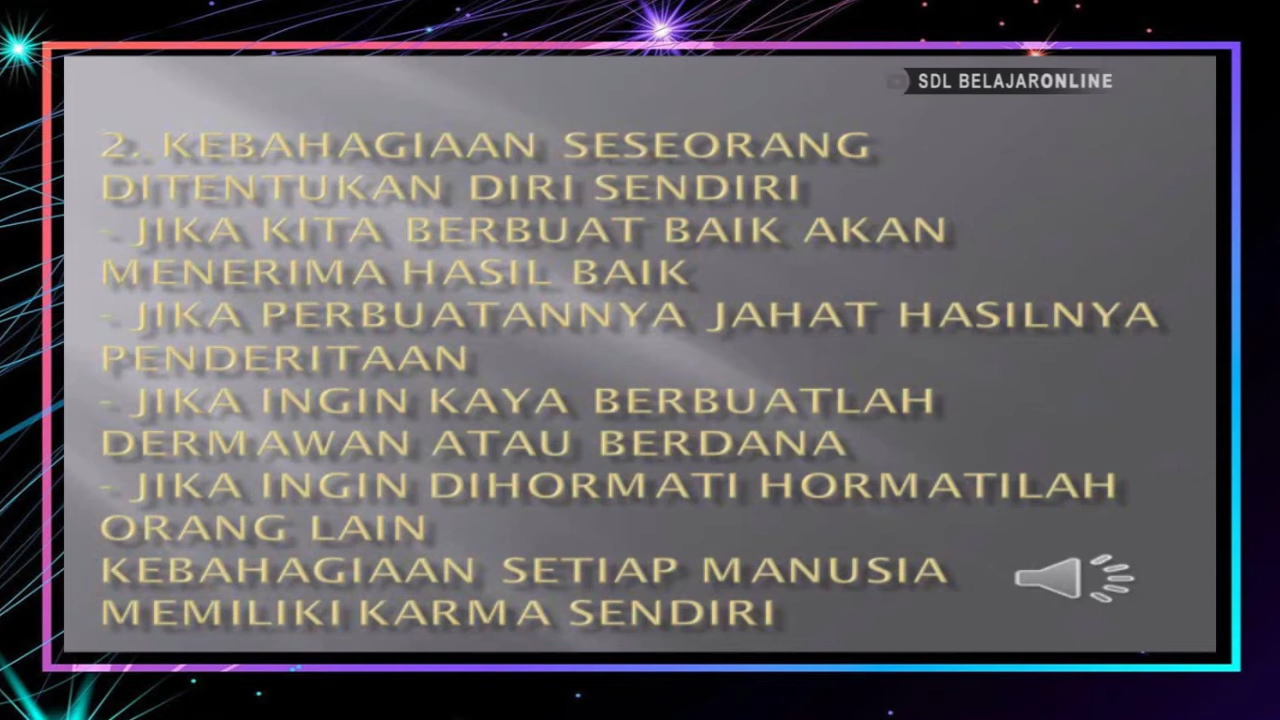 SDL BELAJARONLINE
2. KEBAHAGIAAN SESEORANG
DITENTUKAN DIRI SENDIRI
- JIKA KITA BERBUAT BAIK AKAN
MENERIMA HASIL BAIK
- JIKA PERBUATANNYA JAHAT HASILNYA
PENDERITAAN
- JIKA INGIN KAYA BERBUATLAH
DERMAWAN ATAU BERDANA
- JIKA INGIN DIHORMATI HORMATILAH
ORANG LAIN
KEBAHAGIAAN SETIAP MANUSIA
MEMILIKI KARMA SENDIRI